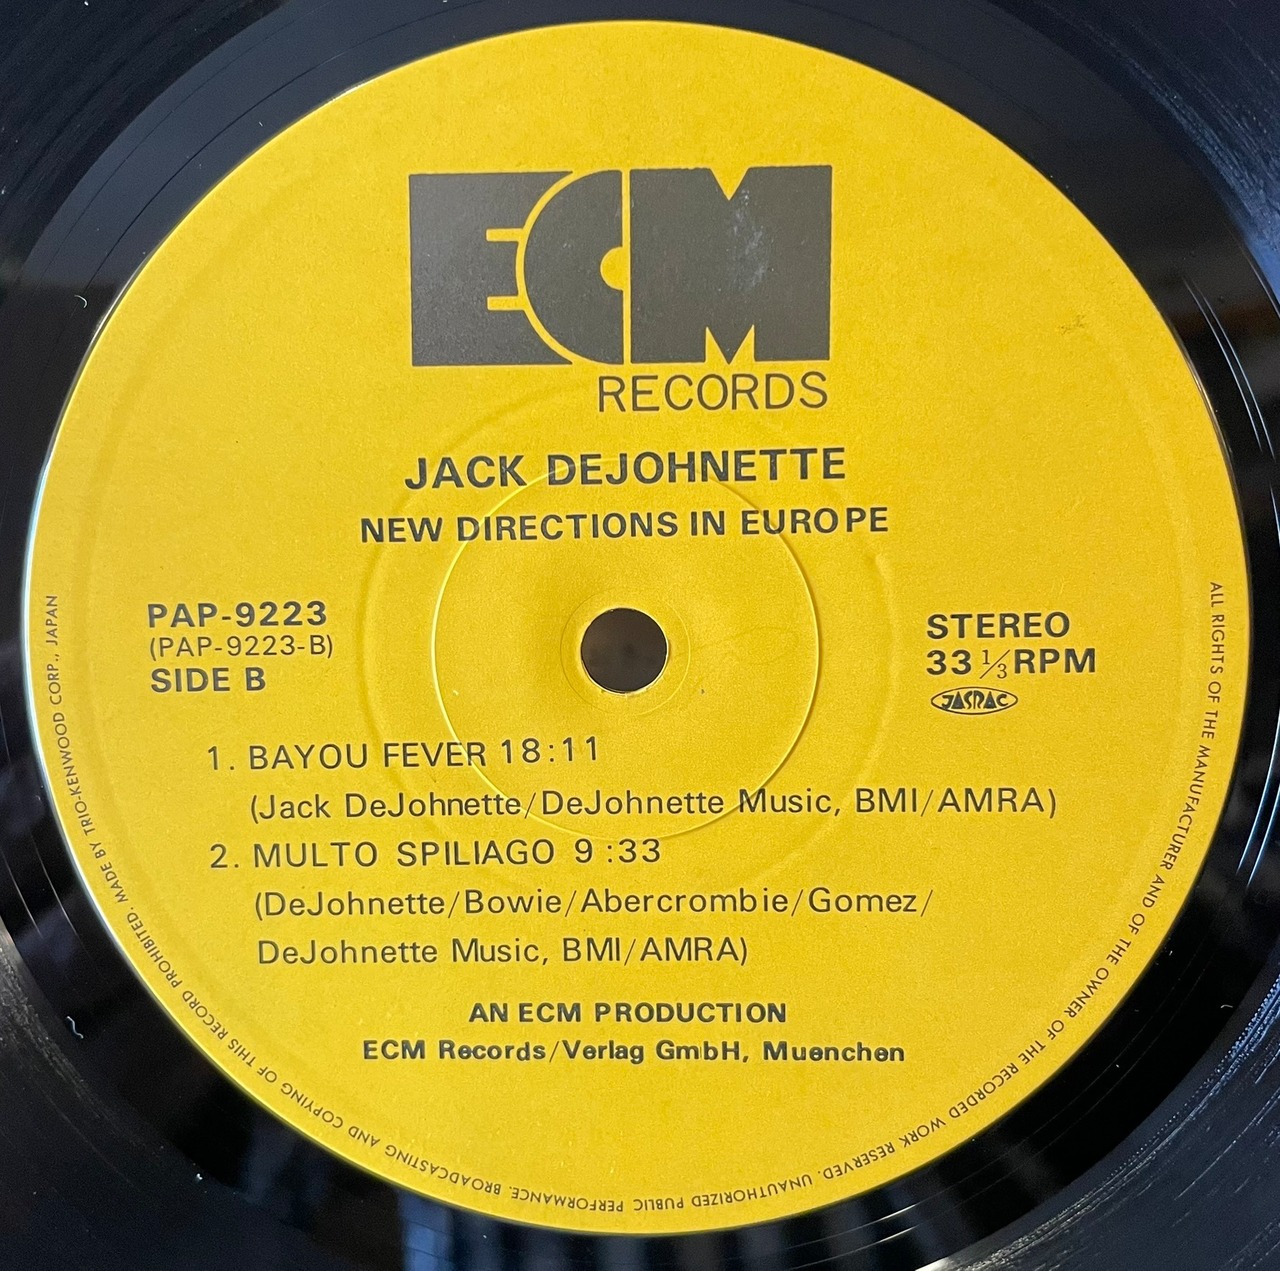 ECM
RECORDS
JACK DEJOHNETTE
NEW DIRECTIONS IN EUROPE
PAP-9223
(PAP-9223-B)
SIDE B
STEREO
33 1/3 RPM
JASRAC
1. BAYOU FEVER 18:11
(Jack DeJohnette/DeJohnette Music, BMI/AMRA)
2. MULTO SPILIAGO 9:33
(DeJohnette/Bowie/Abercrombie/Gomez/
DeJohnette Music, BMI/AMRA)
AN ECM PRODUCTION
ECM Records/Verlag GmbH, Muenchen
ALL RIGHTS OF THE MANUFACTURER AND OF THE OWNER OF THE RECORDED WORK RESERVED. UNAUTHORIZED PUBLIC PERFORMANCE. BROADCASTING AND COPYING OF THIS RECORD PROHIBITED. MADE BY TRIO-KENWOOD CORP., JAPAN